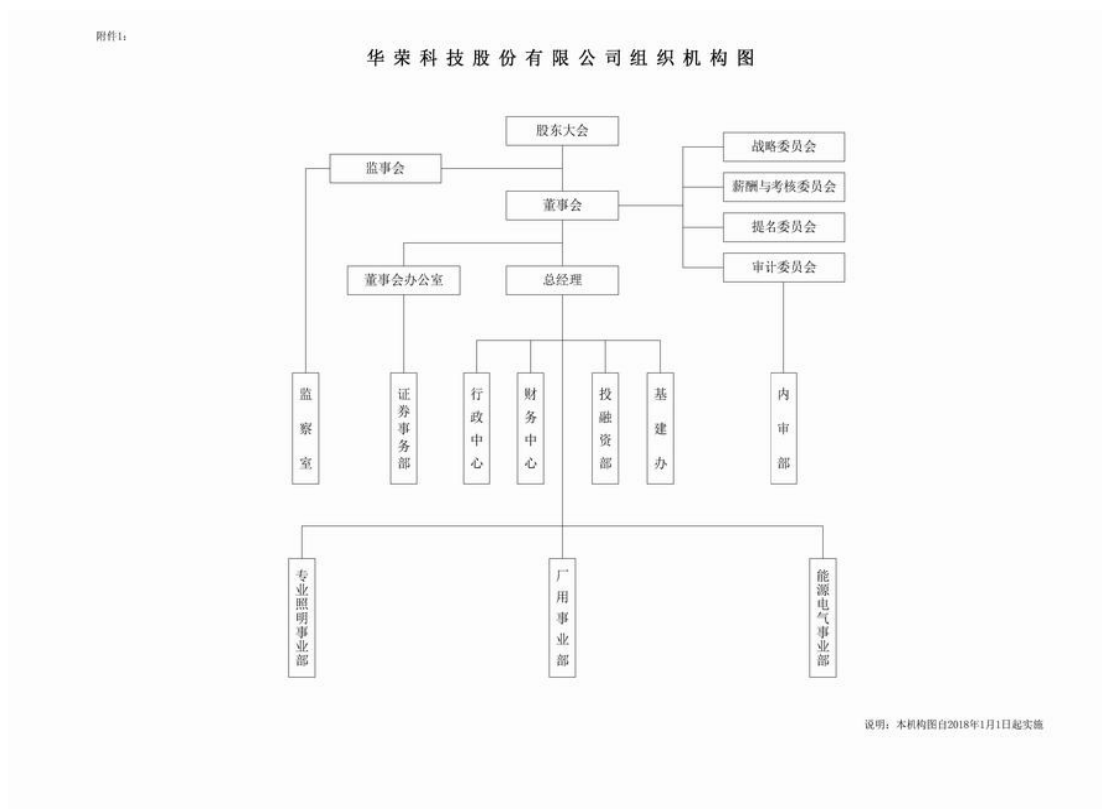 附件1：
华荣科技股份有限公司组织机构图
股东大会
战略委员会
监事会
薪酬与考核委员会
董事会
提名委员会
审计委员会
董事会办公室
总经理
监察室
证券事务部
行政中心
财务中心
投融资部
基建办
内审部
专业照明事业部
厂用事业部
能源电气事业部
说明：本机构图自2018年1月1日起实施